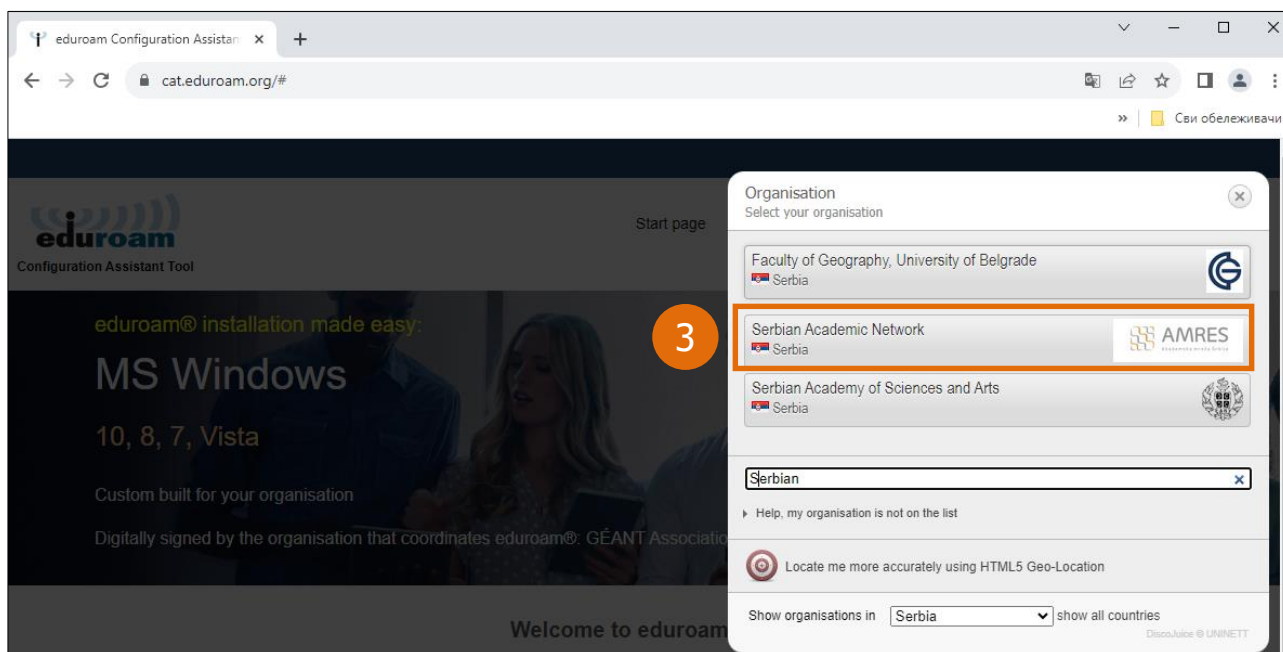 eduroam Configuration Assistan
cat.eduroam.org/#
Сви обележивачи
eduroam
Configuration Assistant Tool
Start page
eduroam® installation made easy:
MS Windows
10, 8, 7, Vista
Custom built for your organisation
Digitally signed by the organisation that coordinates eduroam®: GÉANT Associatio
Welcome to eduroam
Organisation
Select your organisation
Faculty of Geography, University of Belgrade
Serbia
3
Serbian Academic Network
Serbia
AMRES
Serbian Academy of Sciences and Arts
Serbia
Serbian
Help, my organisation is not on the list
Locate me more accurately using HTML5 Geo-Location
Show organisations in Serbia show all countries
DiscoJuice © UNINETT